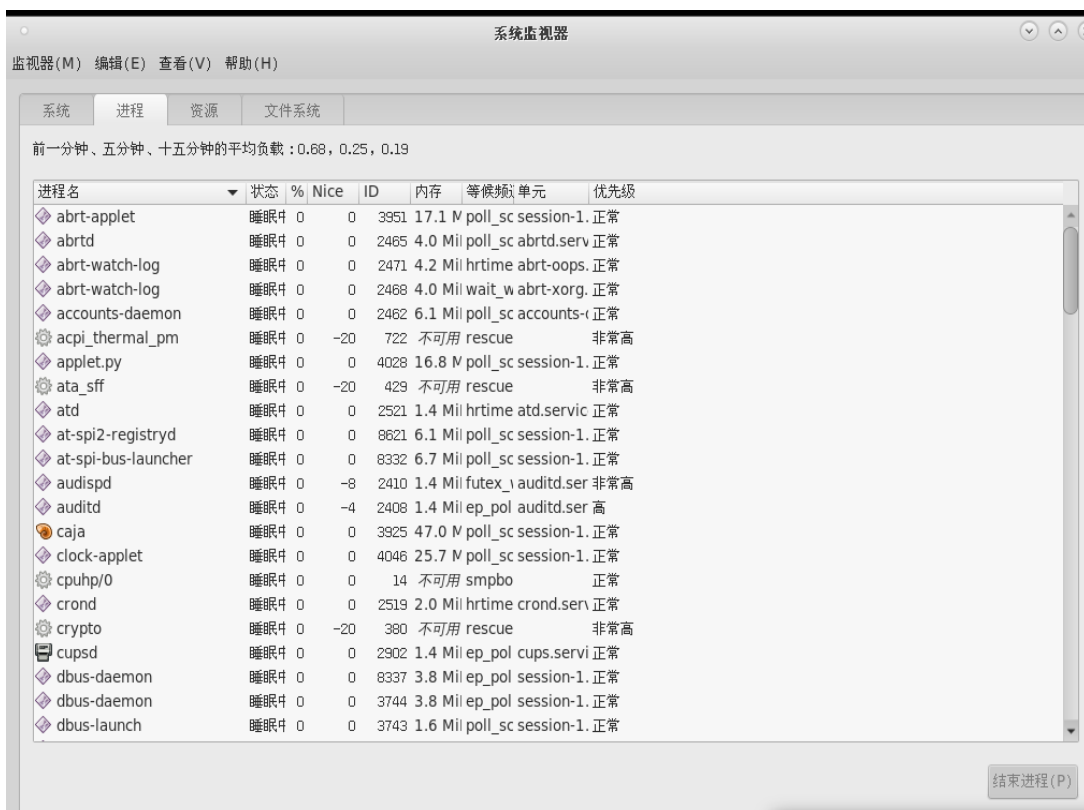 系统监视器
监视器(M) 编辑(E) 查看(V) 帮助(H)
系统 进程 资源 文件系统
前一分钟、五分钟、十五分钟的平均负载:0.68, 0.25, 0.19
进程名 状态 % Nice ID 内存 等候频 单元 优先级
abrt-applet 睡眠中 0 0 3951 17.1 M poll_sc session-1. 正常
abrtd 睡眠中 0 0 2465 4.0 Mi poll_sc abrtd.serv 正常
abrt-watch-log 睡眠中 0 0 2471 4.2 Mi hrtime abrt-oops. 正常
abrt-watch-log 睡眠中 0 0 2468 4.0 Mi wait_w abrt-xorg. 正常
accounts-daemon 睡眠中 0 0 2462 6.1 Mi poll_sc accounts- 正常
acpi_thermal_pm 睡眠中 0 -20 722 不可用 rescue 非常高
applet.py 睡眠中 0 0 4028 16.8 M poll_sc session-1. 正常
ata_sff 睡眠中 0 -20 429 不可用 rescue 非常高
atd 睡眠中 0 0 2521 1.4 Mi hrtime atd.servic 正常
at-spi2-registryd 睡眠中 0 0 8621 6.1 Mi poll_sc session-1. 正常
at-spi-bus-launcher 睡眠中 0 0 8332 6.7 Mi poll_sc session-1. 正常
audispd 睡眠中 0 -8 2410 1.4 Mi futex_ auditd.ser 非常高
auditd 睡眠中 0 -4 2408 1.4 Mi ep_pol auditd.ser 高
caja 睡眠中 0 0 3925 47.0 M poll_sc session-1. 正常
clock-applet 睡眠中 0 0 4046 25.7 M poll_sc session-1. 正常
cpuhp/0 睡眠中 0 0 14 不可用 smpbo 正常
crond 睡眠中 0 0 2519 2.0 Mi hrtime crond.serv 正常
crypto 睡眠中 0 -20 380 不可用 rescue 非常高
cupsd 睡眠中 0 0 2902 1.4 Mi ep_pol cups.servi 正常
dbus-daemon 睡眠中 0 0 8337 3.8 Mi ep_pol session-1. 正常
dbus-daemon 睡眠中 0 0 3744 3.8 Mi ep_pol session-1. 正常
dbus-launch 睡眠中 0 0 3743 1.6 Mi poll_sc session-1. 正常
结束进程(P)